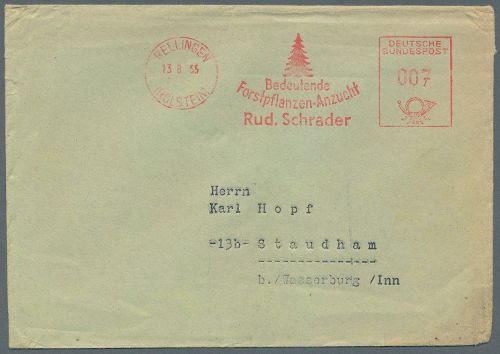 WELLINGEN
13 8 55
(HOLSTEIN)
Bedeutende
Forstpflanzen-Anzucht
Rud. Schrader
DEUTSCHE
BUNDESPOST
007
Herrn
Karl Hopf
=13b= Staudham
b./Wasserburg /Inn